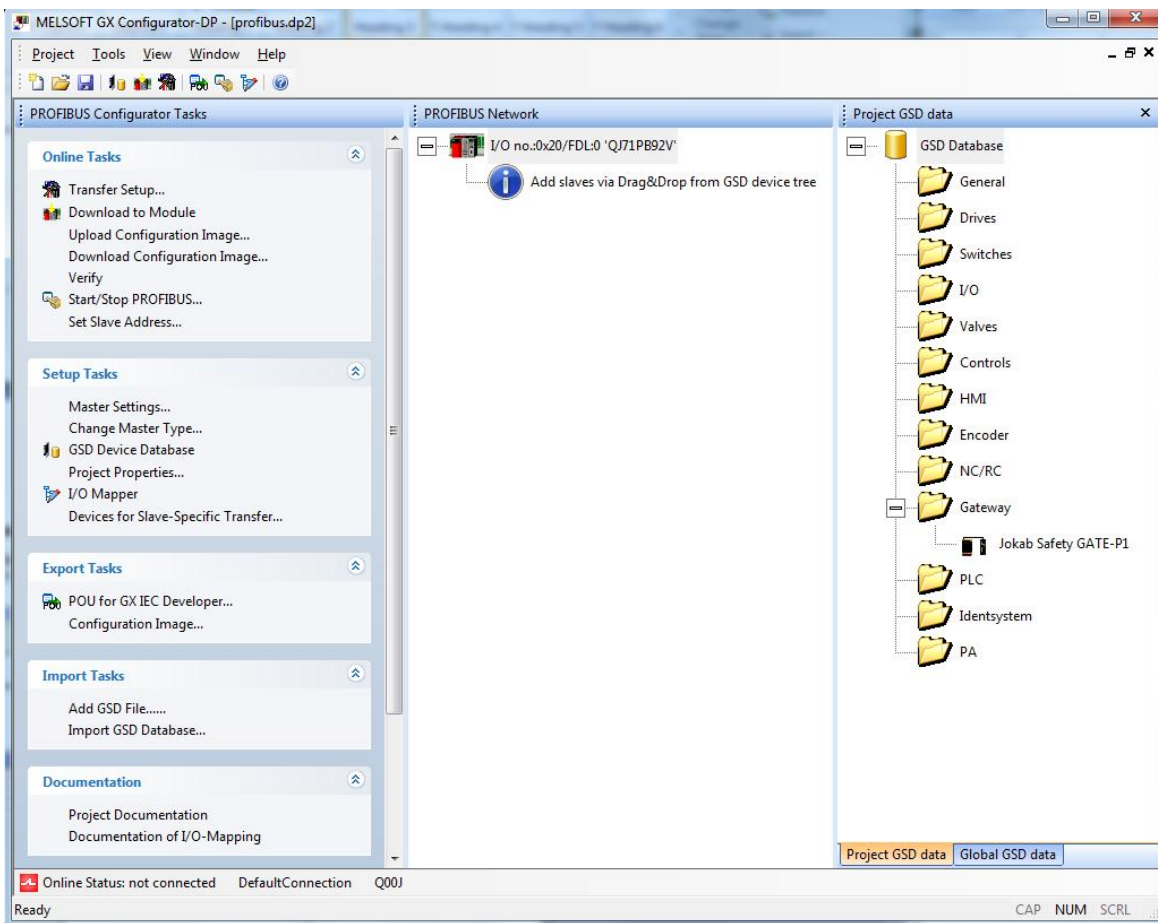 MELSOFT GX Configurator-DP - [profibus.dp2]
Project Tools View Window Help
PROFIBUS Configurator Tasks
Online Tasks
Transfer Setup...
Download to Module
Upload Configuration Image...
Download Configuration Image...
Verify
Start/Stop PROFIBUS...
Set Slave Address...
Setup Tasks
Master Settings...
Change Master Type...
GSD Device Database
Project Properties...
I/O Mapper
Devices for Slave-Specific Transfer...
Export Tasks
POU for GX IEC Developer...
Configuration Image...
Import Tasks
Add GSD File......
Import GSD Database...
Documentation
Project Documentation
Documentation of I/O-Mapping
PROFIBUS Network
I/O no.:0x20/FDL:0 'QJ71PB92V'
Add slaves via Drag&Drop from GSD device tree
Project GSD data
GSD Database
General
Drives
Switches
I/O
Valves
Controls
HMI
Encoder
NC/RC
Gateway
Jokab Safety GATE-P1
PLC
Identsystem
PA
Project GSD data Global GSD data
Online Status: not connected DefaultConnection Q00J
Ready CAP NUM SCRL